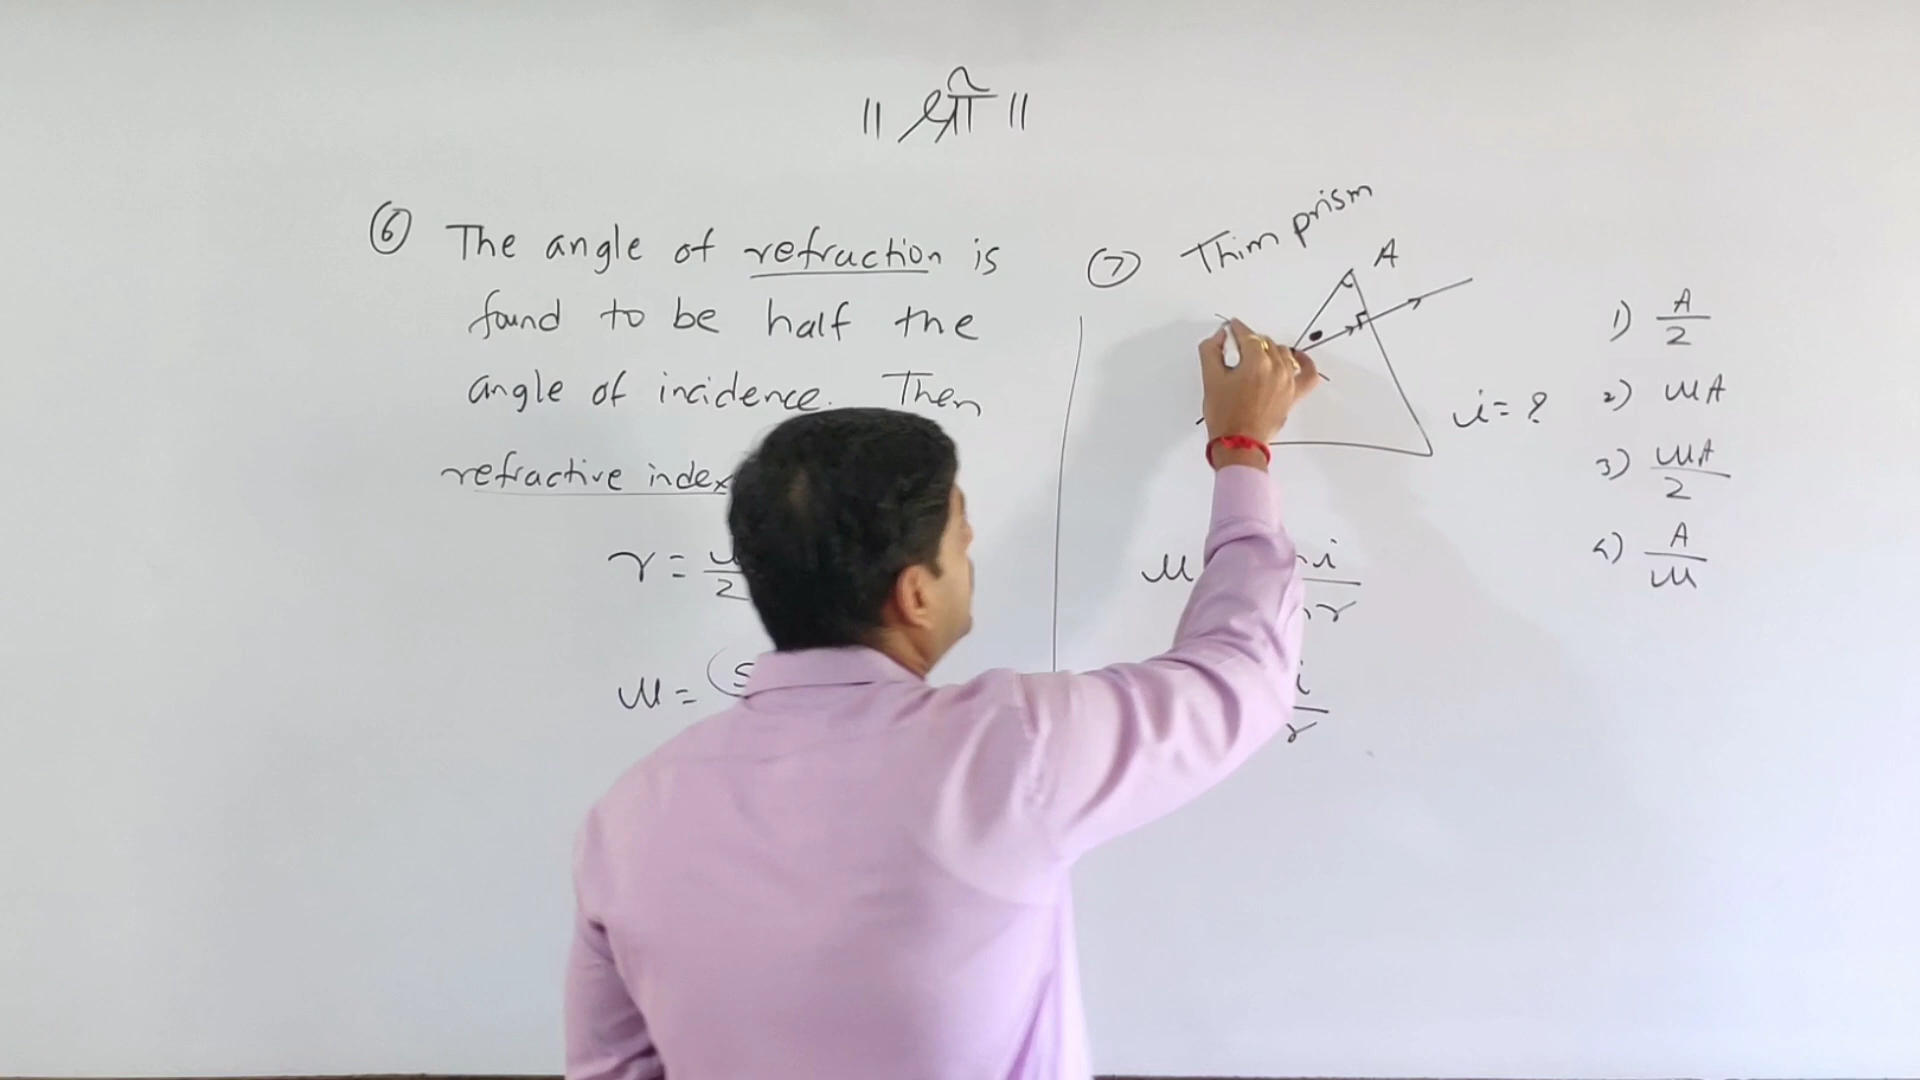 ॥ श्री ॥
⑥ The angle of refraction is
found to be half the
angle of incidence. Then
refractive index
r =
2
μ =
⑦ Thin prism
A
i = ?
μ
i
r
i
r
1) A/2
2) μA
3) μA/2
4) A/μ